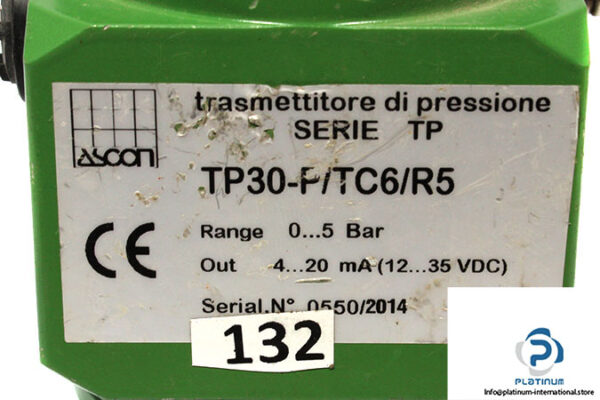 ASCON
trasmettitore di pressione
SERIE TP
TP30-P/TC6/R5
CE
Range 0...5 Bar
Out 4...20 mA (12...35 VDC)
Serial.N° 0550/2014
132
PLATINUM
Info@platinum-international.store